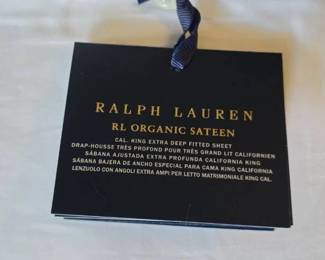 RALPH LAUREN
RL ORGANIC SATEEN
CAL. KING EXTRA DEEP FITTED SHEET
DRAP-HOUSSE TRÈS PROFOND POUR TRÈS GRAND LIT CALIFORNIEN
SÁBANA AJUSTADA EXTRA PROFUNDA CALIFORNIA KING
SÁBANA BAJERA DE ANCHO ESPECIAL PARA CAMA KING CALIFORNIA
LENZUOLO CON ANGOLI EXTRA AMPI PER LETTO MATRIMONIALE KING CAL.